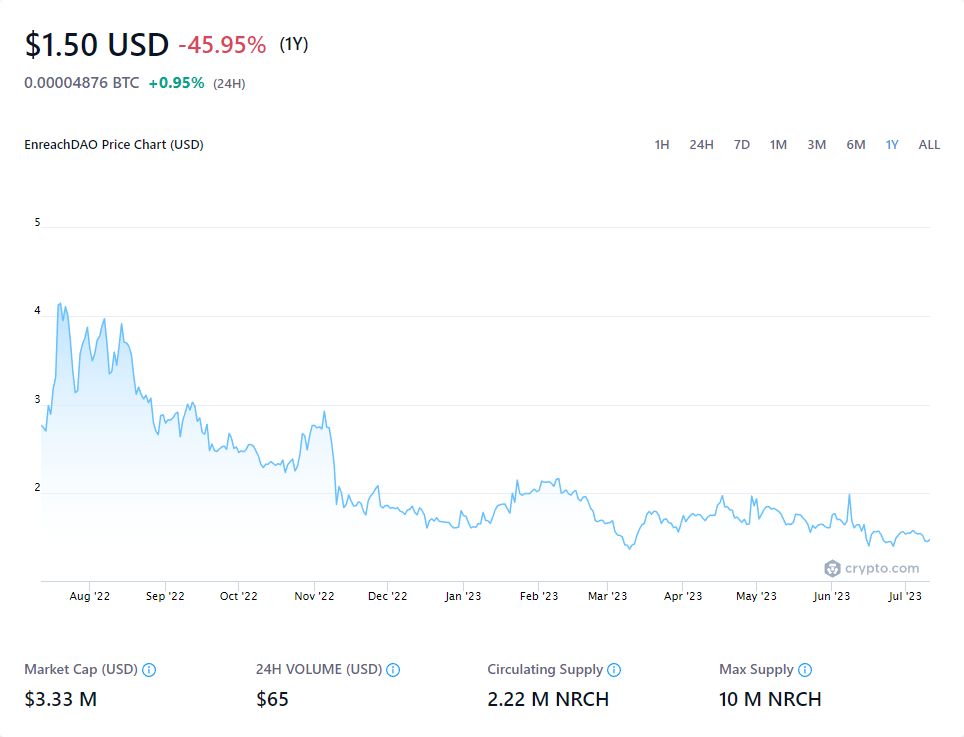 $1.50 USD -45.95% (1Y)
0.00004876 BTC +0.95% (24H)
EnreachDAO Price Chart (USD) 1H 24H 7D 1M 3M 6M 1Y ALL
5
4
3
2
crypto.com
Aug '22 Sep '22 Oct '22 Nov '22 Dec '22 Jan '23 Feb '23 Mar '23 Apr '23 May '23 Jun '23 Jul '23
Market Cap (USD) 24H VOLUME (USD) Circulating Supply Max Supply
$3.33 M $65 2.22 M NRCH 10 M NRCH